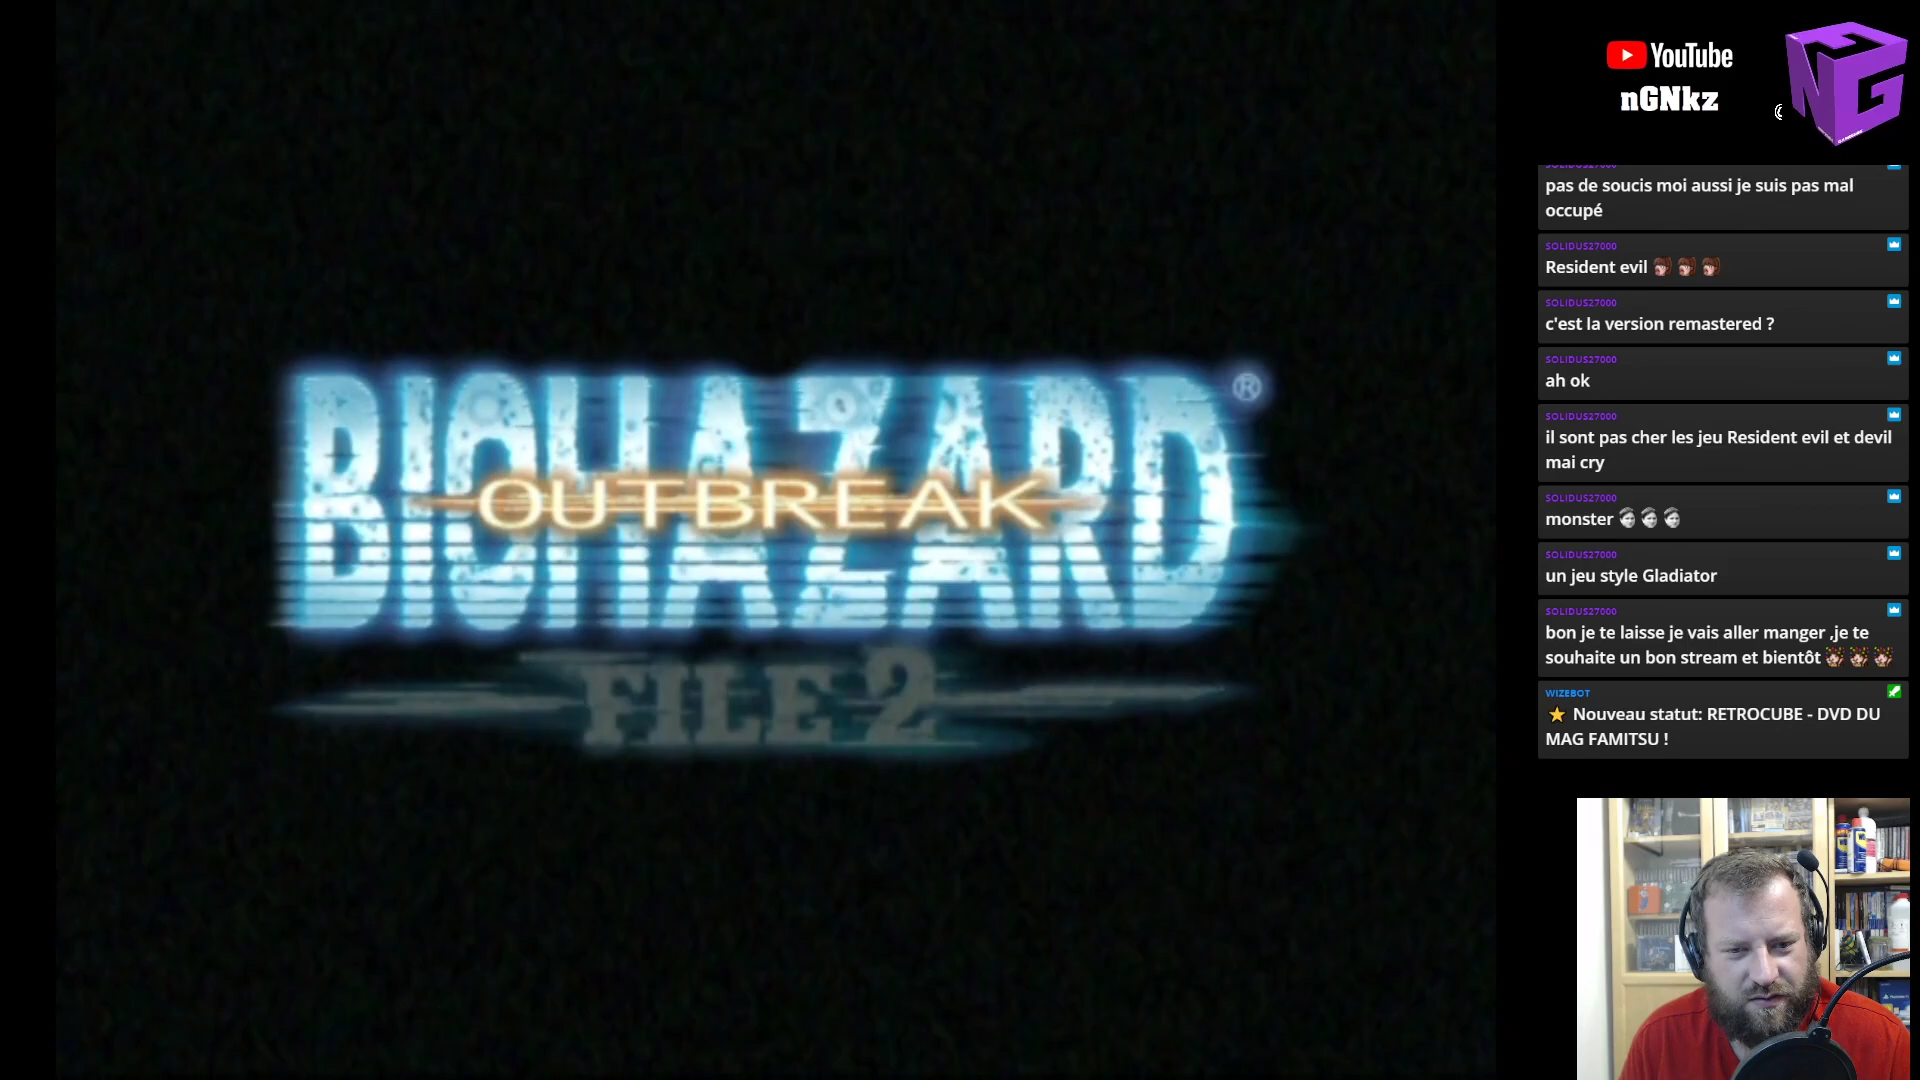 BIOHAZARD®
OUTBREAK
FILE 2
YouTube
nGNkz
NG
pas de soucis moi aussi je suis pas mal
occupé
SOLIDUS27000
Resident evil
SOLIDUS27000
c'est la version remastered ?
SOLIDUS27000
ah ok
SOLIDUS27000
il sont pas cher les jeu Resident evil et devil
mai cry
SOLIDUS27000
monster
SOLIDUS27000
un jeu style Gladiator
SOLIDUS27000
bon je te laisse je vais aller manger ,je te
souhaite un bon stream et bientôt
WIZEBOT
Nouveau statut: RETROCUBE - DVD DU
MAG FAMITSU !